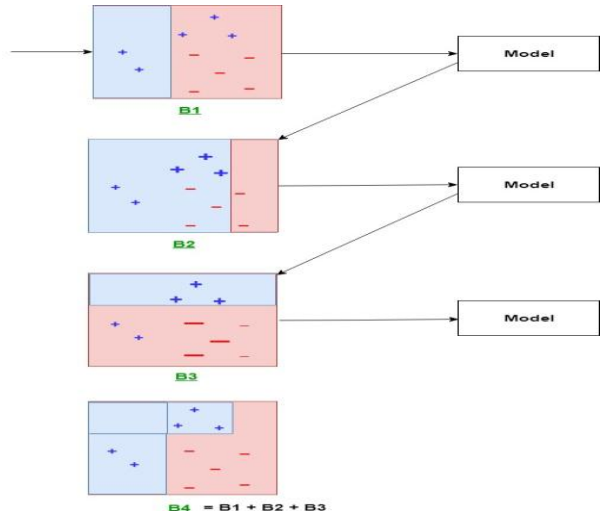 Model
B1
Model
B2
Model
B3
B4 = B1 + B2 + B3